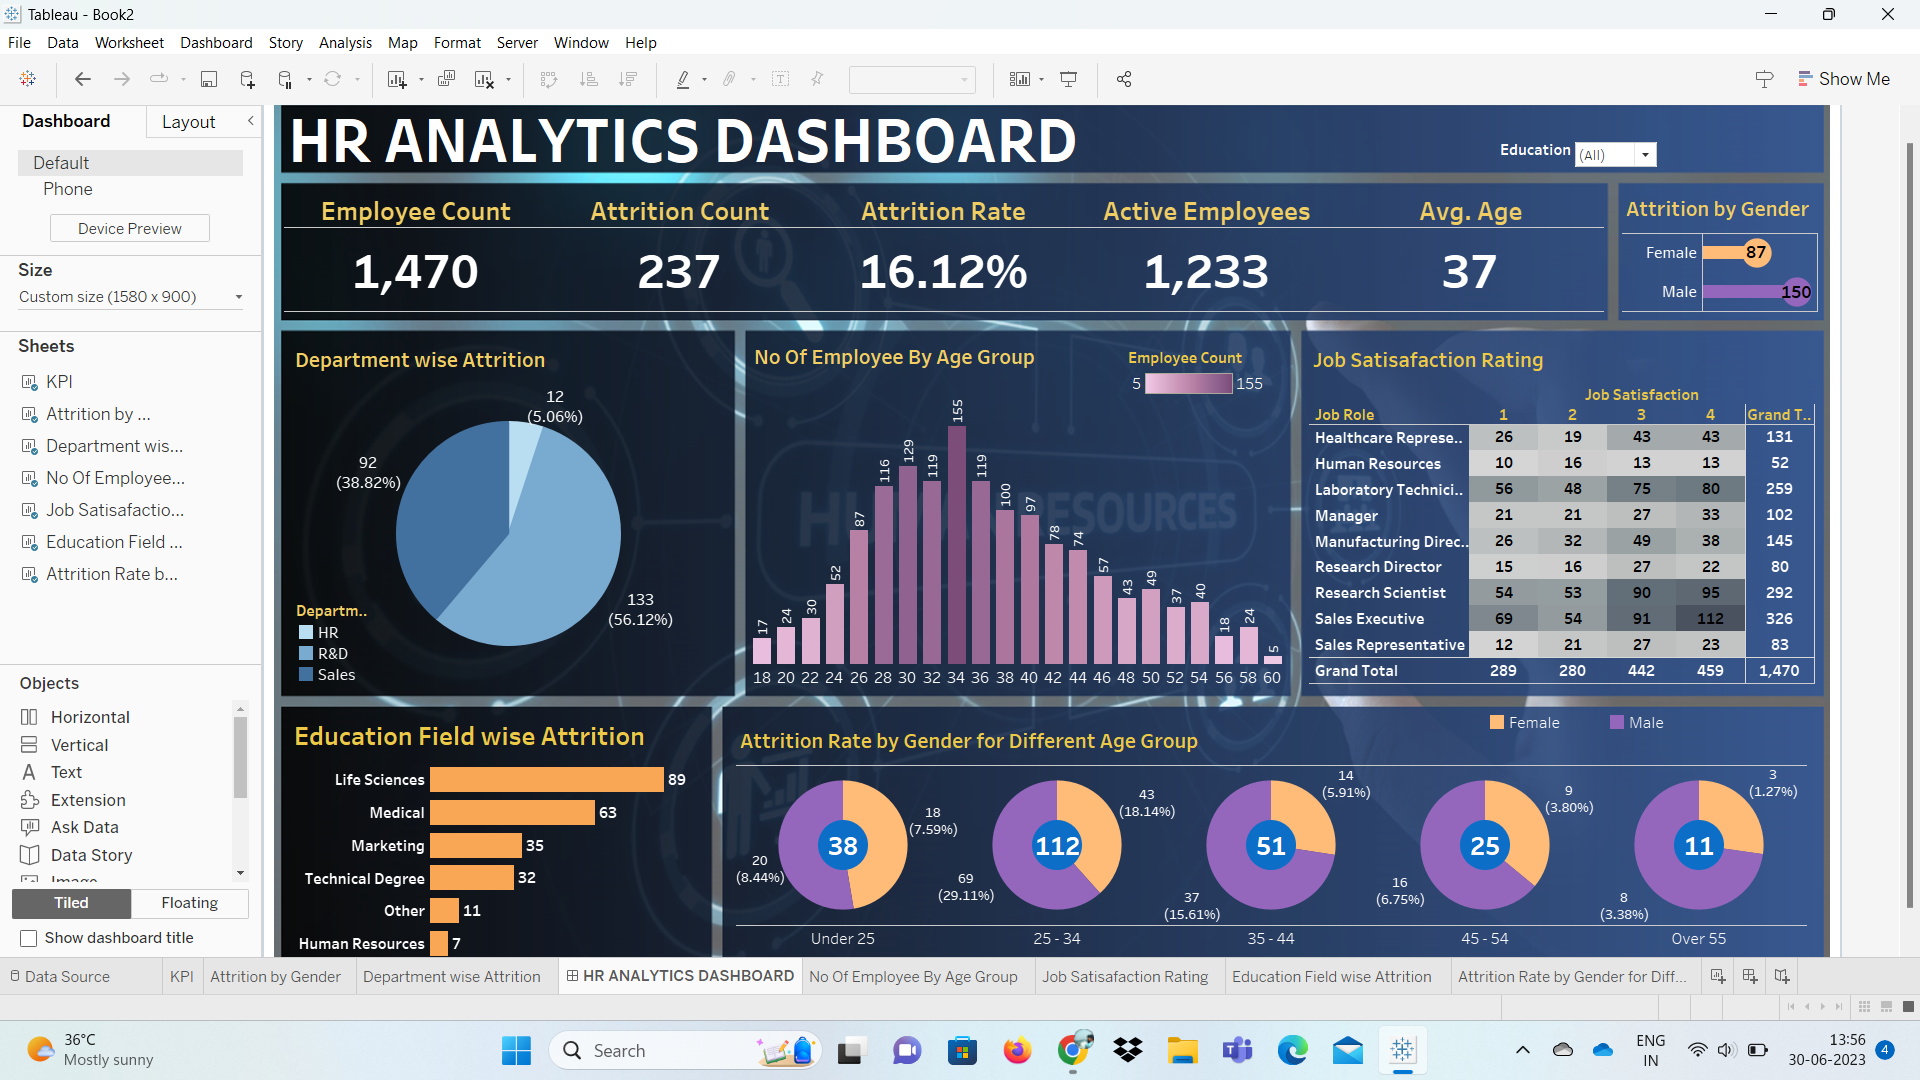 Tableau - Book2
File Data Worksheet Dashboard Story Analysis Map Format Server Window Help
Show Me
Dashboard Layout
Default
Phone
Device Preview
Size
Custom size (1580 x 900)
Sheets
KPI
Attrition by ...
Department wis...
No Of Employee...
Job Satisafactio...
Education Field ...
Attrition Rate b...
Objects
Horizontal
Vertical
Text
Extension
Ask Data
Data Story
Image
Tiled Floating
Show dashboard title
HR ANALYTICS DASHBOARD
Education (All)
Employee Count Attrition Count Attrition Rate Active Employees Avg. Age
1,470 237 16.12% 1,233 37
Attrition by Gender
Female 87
Male 150
Department wise Attrition
12
(5.06%)
92
(38.82%)
133
(56.12%)
Departm..
HR
R&D
Sales
No Of Employee By Age Group
Employee Count
5 155
17 24 30 52 87 116 129 119 155 119 100 97 78 74 57 43 49 37 40 18 24 5
18 20 22 24 26 28 30 32 34 36 38 40 42 44 46 48 50 52 54 56 58 60
HUMAN RESOURCES
Job Satisafaction Rating
Job Satisfaction
Job Role 1 2 3 4 Grand T..
Healthcare Represe.. 26 19 43 43 131
Human Resources 10 16 13 13 52
Laboratory Technici.. 56 48 75 80 259
Manager 21 21 27 33 102
Manufacturing Direc.. 26 32 49 38 145
Research Director 15 16 27 22 80
Research Scientist 54 53 90 95 292
Sales Executive 69 54 91 112 326
Sales Representative 12 21 27 23 83
Grand Total 289 280 442 459 1,470
Education Field wise Attrition
Life Sciences 89
Medical 63
Marketing 35
Technical Degree 32
Other 11
Human Resources 7
Attrition Rate by Gender for Different Age Group
Female Male
38
18
(7.59%)
20
(8.44%)
Under 25
112
43
(18.14%)
69
(29.11%)
25 - 34
51
14
(5.91%)
37
(15.61%)
35 - 44
25
9
(3.80%)
16
(6.75%)
45 - 54
11
3
(1.27%)
8
(3.38%)
Over 55
Data Source KPI Attrition by Gender Department wise Attrition HR ANALYTICS DASHBOARD No Of Employee By Age Group Job Satisafaction Rating Education Field wise Attrition Attrition Rate by Gender for Diff...
36°C
Mostly sunny
Search
ENG
IN
13:56
30-06-2023
4